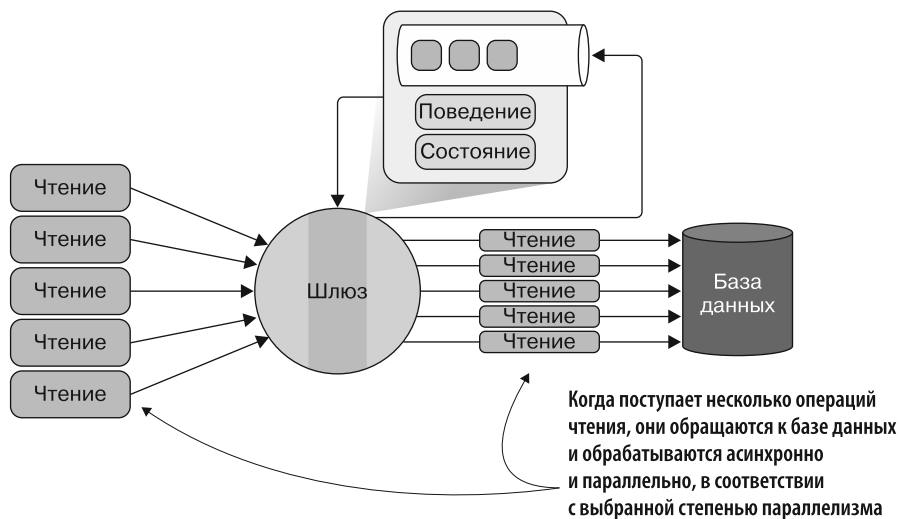 Поведение
Состояние
Чтение
Чтение
Чтение
Чтение
Чтение
Шлюз
Чтение
Чтение
Чтение
Чтение
Чтение
База
данных
Когда поступает несколько операций
чтения, они обращаются к базе данных
и обрабатываются асинхронно
и параллельно, в соответствии
с выбранной степенью параллелизма